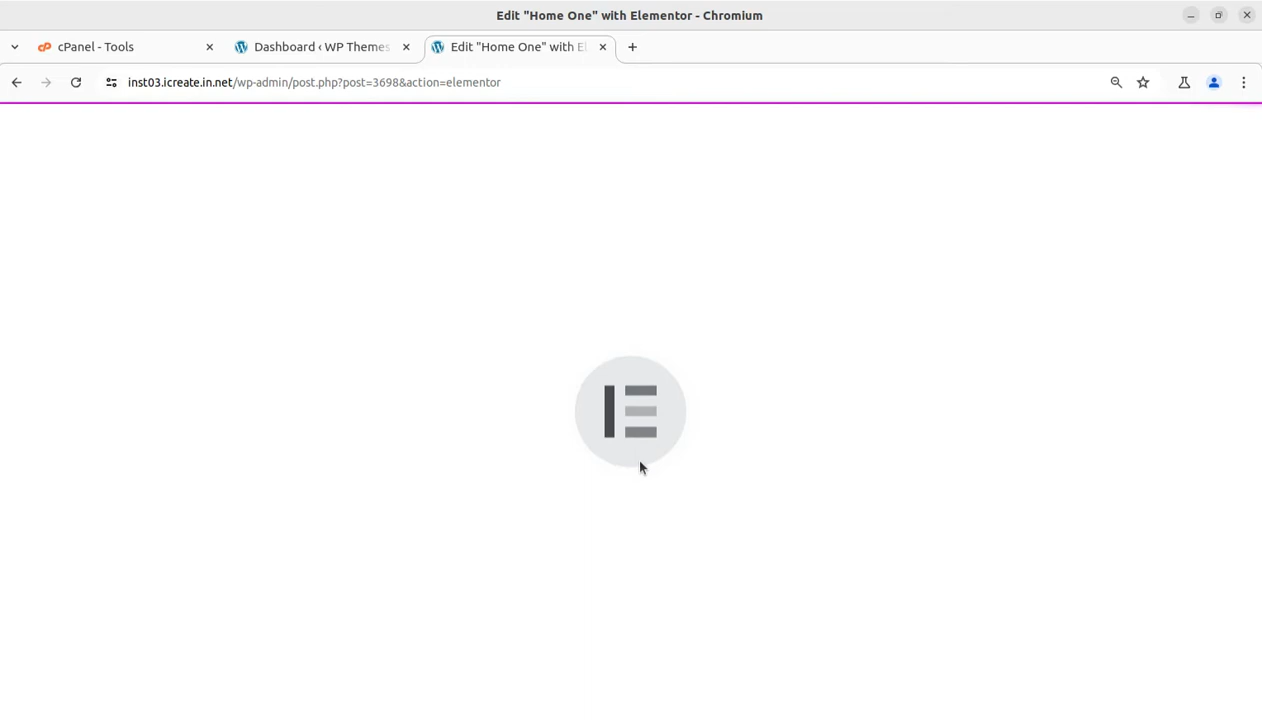 Edit "Home One" with Elementor - Chromium
cPanel - Tools
Dashboard ‹ WP Themes
Edit "Home One" with El
inst03.icreate.in.net/wp-admin/post.php?post=3698&action=elementor